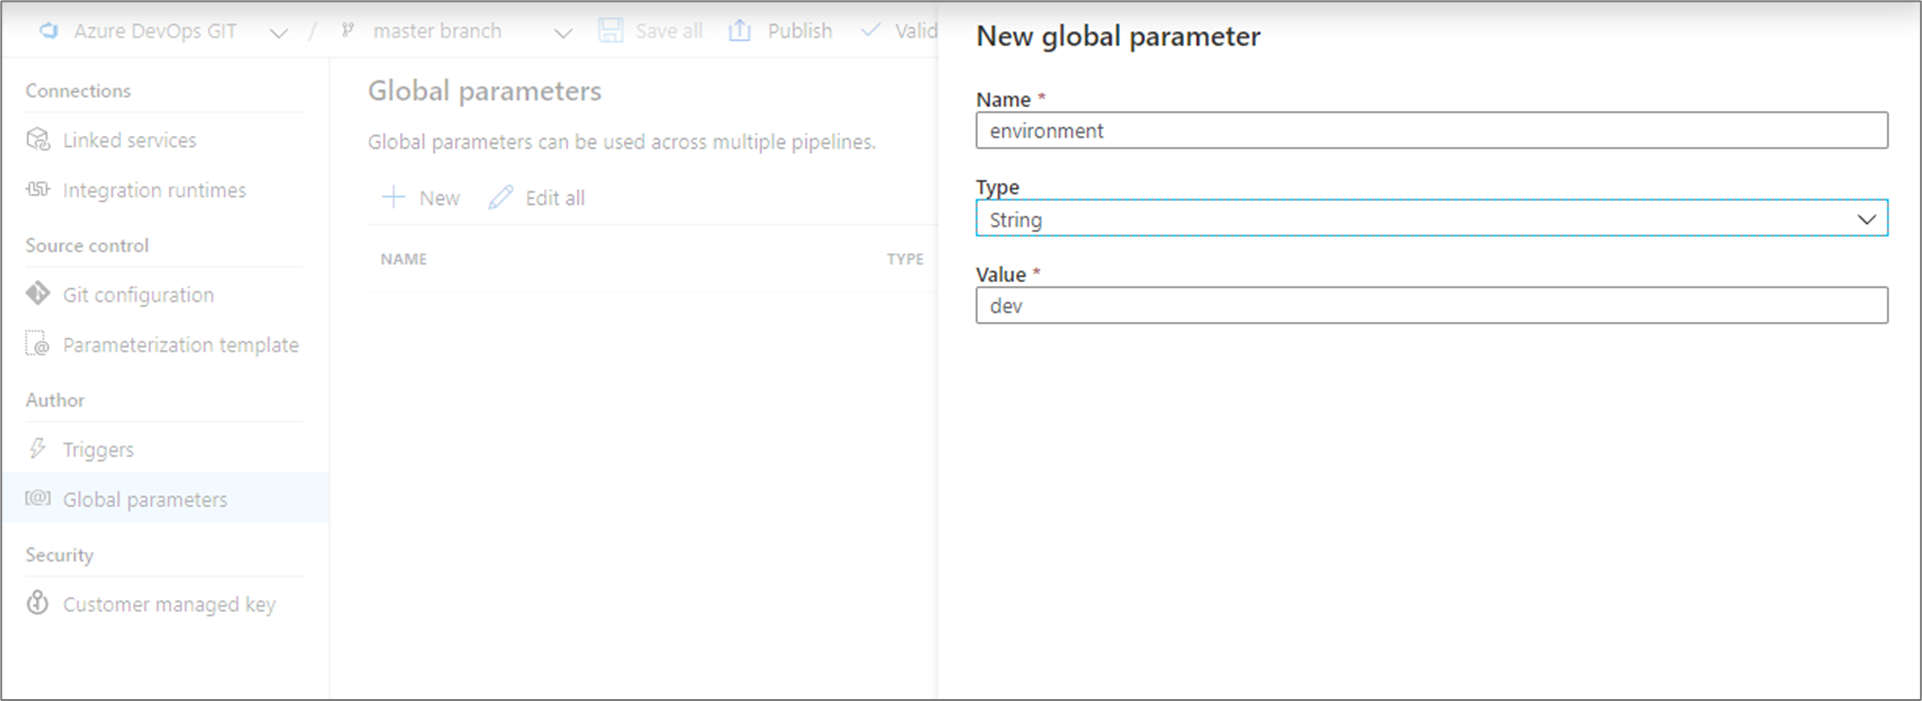 Azure DevOps GIT / master branch Save all Publish Valid
Connections
Linked services
Integration runtimes
Source control
Git configuration
Parameterization template
Author
Triggers
Global parameters
Security
Customer managed key
Global parameters
Global parameters can be used across multiple pipelines.
New Edit all
NAME TYPE
New global parameter
Name *
environment
Type
String
Value *
dev